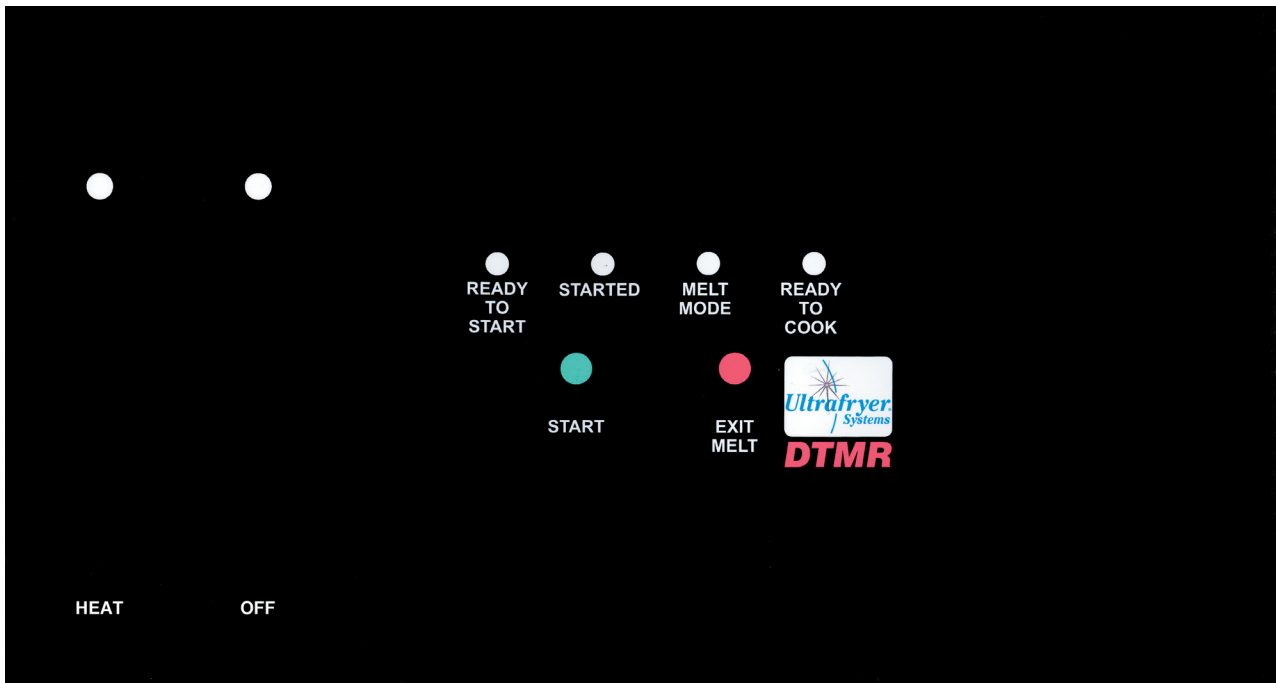 READY
TO
START
STARTED
MELT
MODE
READY
TO
COOK
START
EXIT
MELT
Ultrafryer®
Systems
DTMR
HEAT
OFF